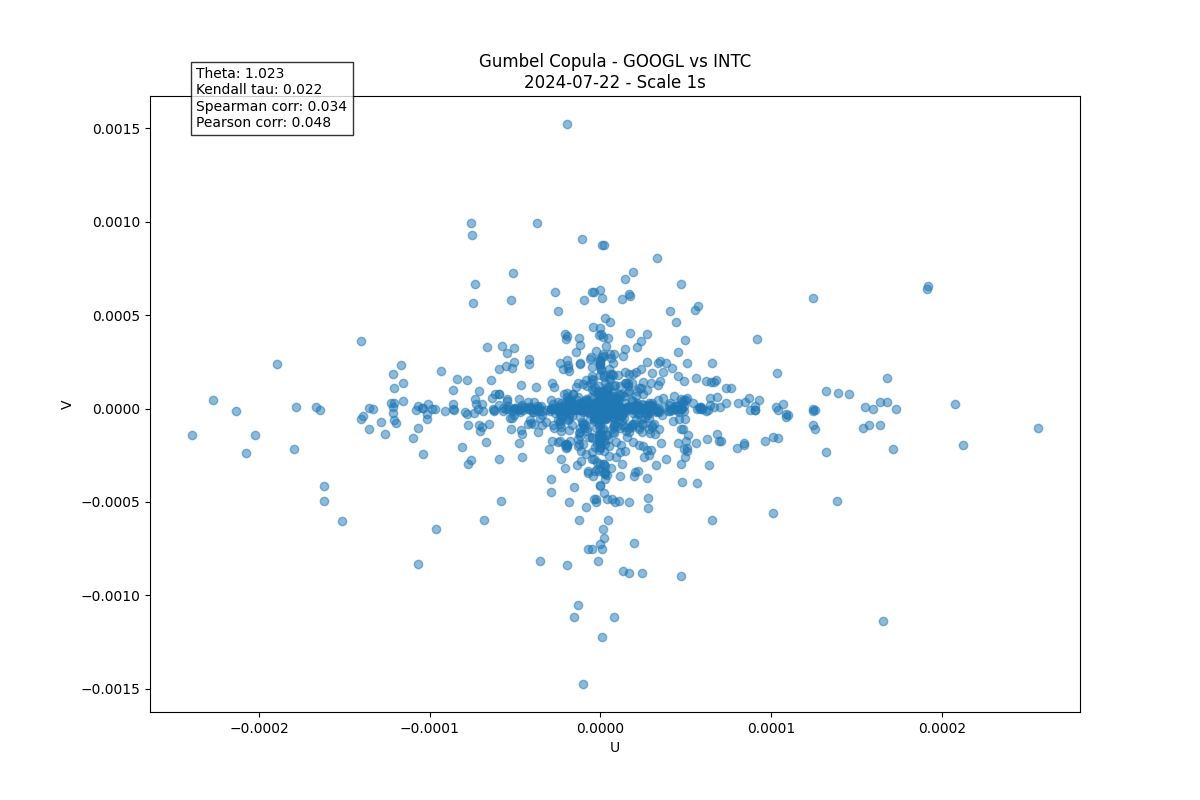 Gumbel Copula - GOOGL vs INTC
2024-07-22 - Scale 1s
Theta: 1.023
Kendall tau: 0.022
Spearman corr: 0.034
Pearson corr: 0.048
V
0.0015
0.0010
0.0005
0.0000
−0.0005
−0.0010
−0.0015
−0.0002
−0.0001
0.0000
0.0001
0.0002
U